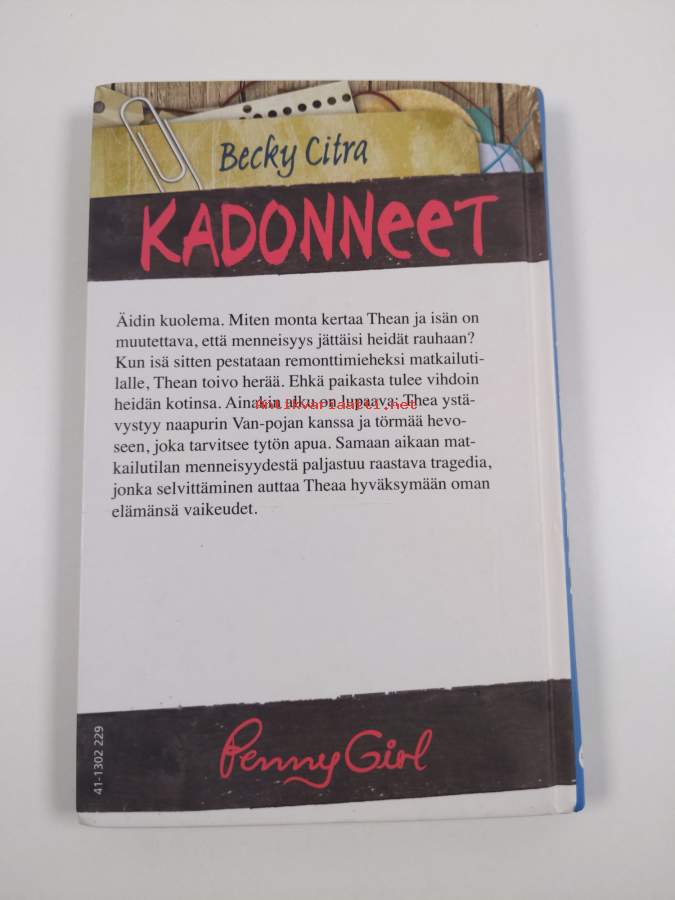 Becky Citra
KADONNeeT
Äidin kuolema. Miten monta kertaa Thean ja isän on
muutettava, että menneisyys jättäisi heidät rauhaan?
Kun isä sitten pestataan remonttimieheksi matkailuti-
lalle, Thean toivo herää. Ehkä paikasta tulee vihdoin
heidän kotinsa. Ainakin alku on lupaava: Thea ystä-
antikvariaatti.net
vystyy naapurin Van-pojan kanssa ja törmää hevo-
seen, joka tarvitsee tytön apua. Samaan aikaan mat-
kailutilan menneisyydestä paljastuu raastava tragedia,
jonka selvittäminen auttaa Theaa hyväksymään oman
elämänsä vaikeudet.
Penny Girl
41-1302 229